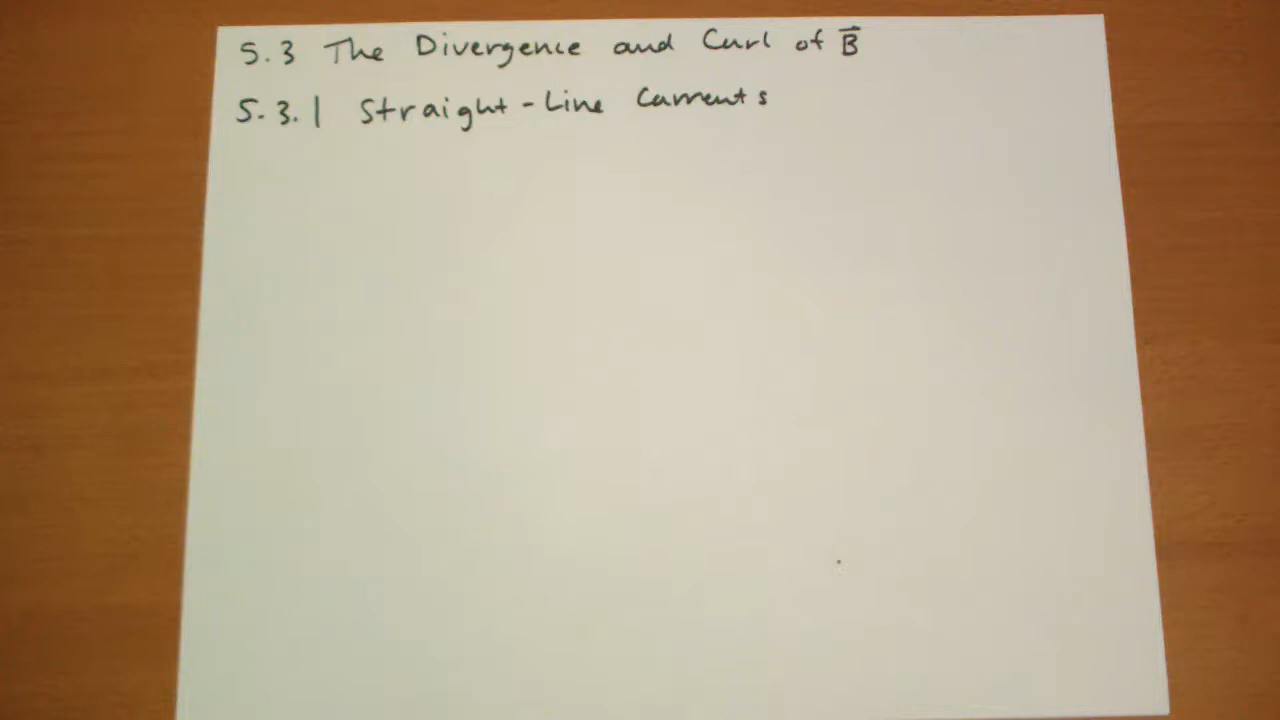 5.3 The Divergence and Curl of B⃗
5.3.1 Straight-Line Currents